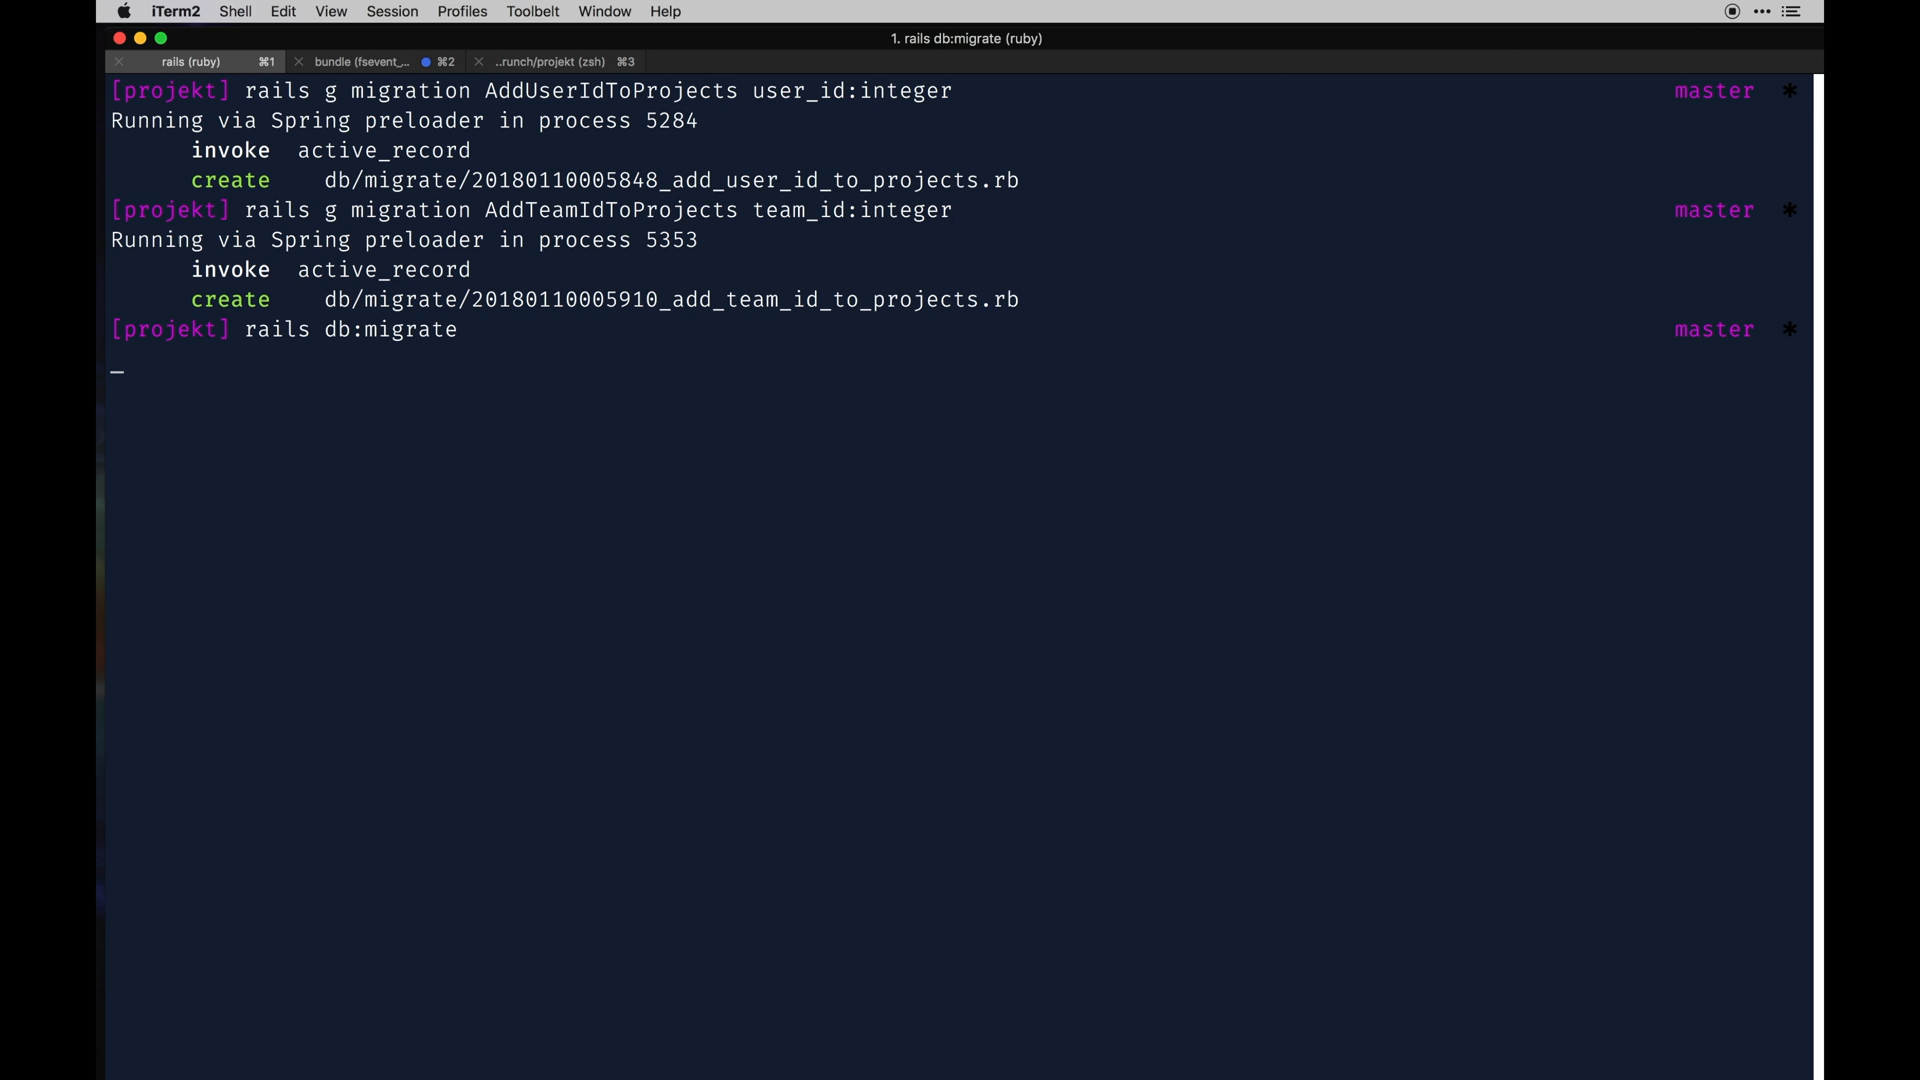 iTerm2 Shell Edit View Session Profiles Toolbelt Window Help
1. rails db:migrate (ruby)
rails (ruby) ⌘1 bundle (fsevent_... ⌘2 ..runch/projekt (zsh) ⌘3
[projekt] rails g migration AddUserIdToProjects user_id:integer master *
Running via Spring preloader in process 5284
invoke active_record
create db/migrate/20180110005848_add_user_id_to_projects.rb
[projekt] rails g migration AddTeamIdToProjects team_id:integer master *
Running via Spring preloader in process 5353
invoke active_record
create db/migrate/20180110005910_add_team_id_to_projects.rb
[projekt] rails db:migrate master *